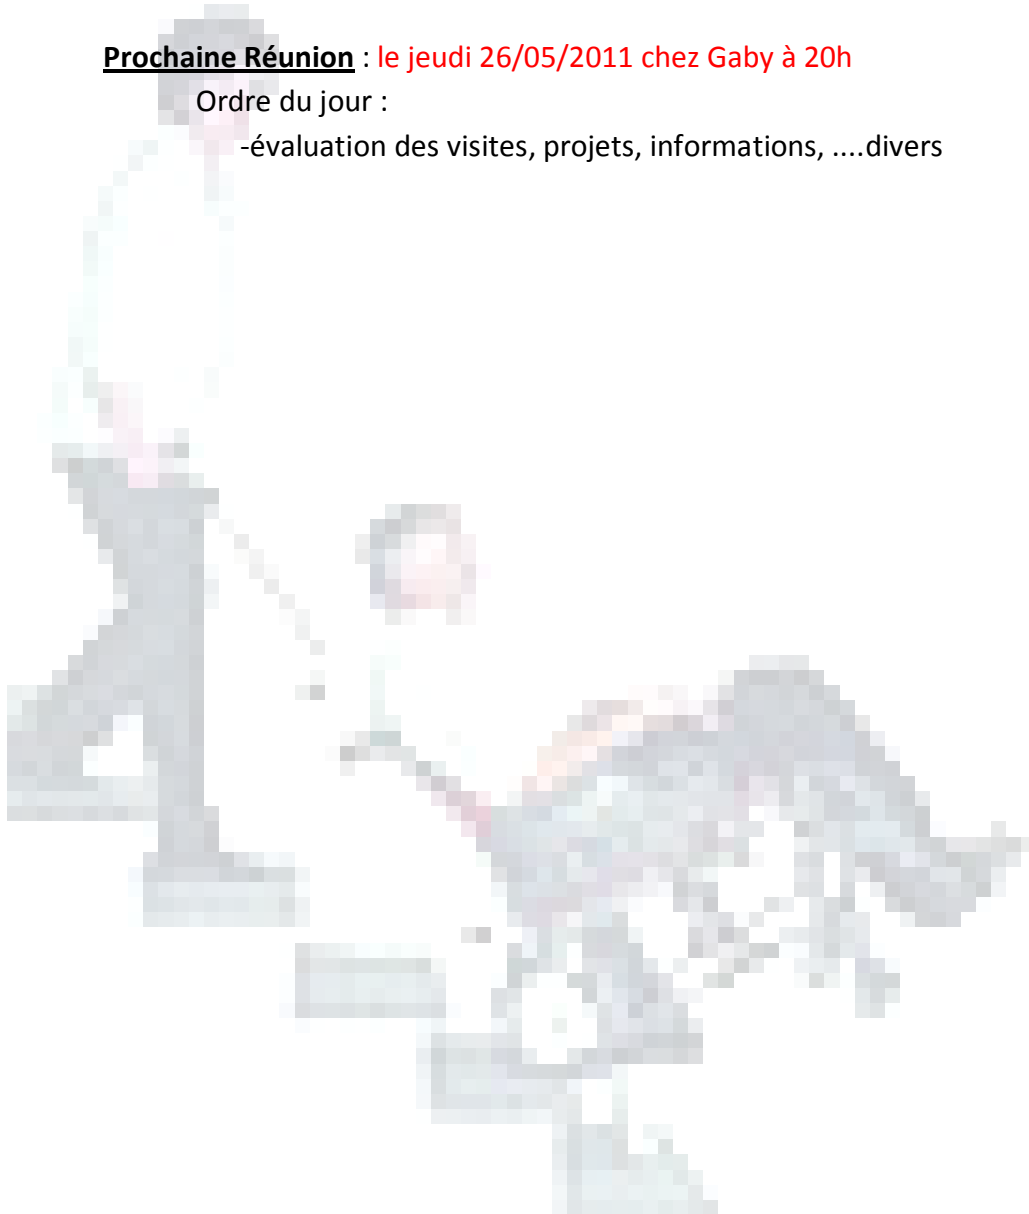 Prochaine Réunion : le jeudi 26/05/2011 chez Gaby à 20h
Ordre du jour :
-évaluation des visites, projets, informations, ....divers